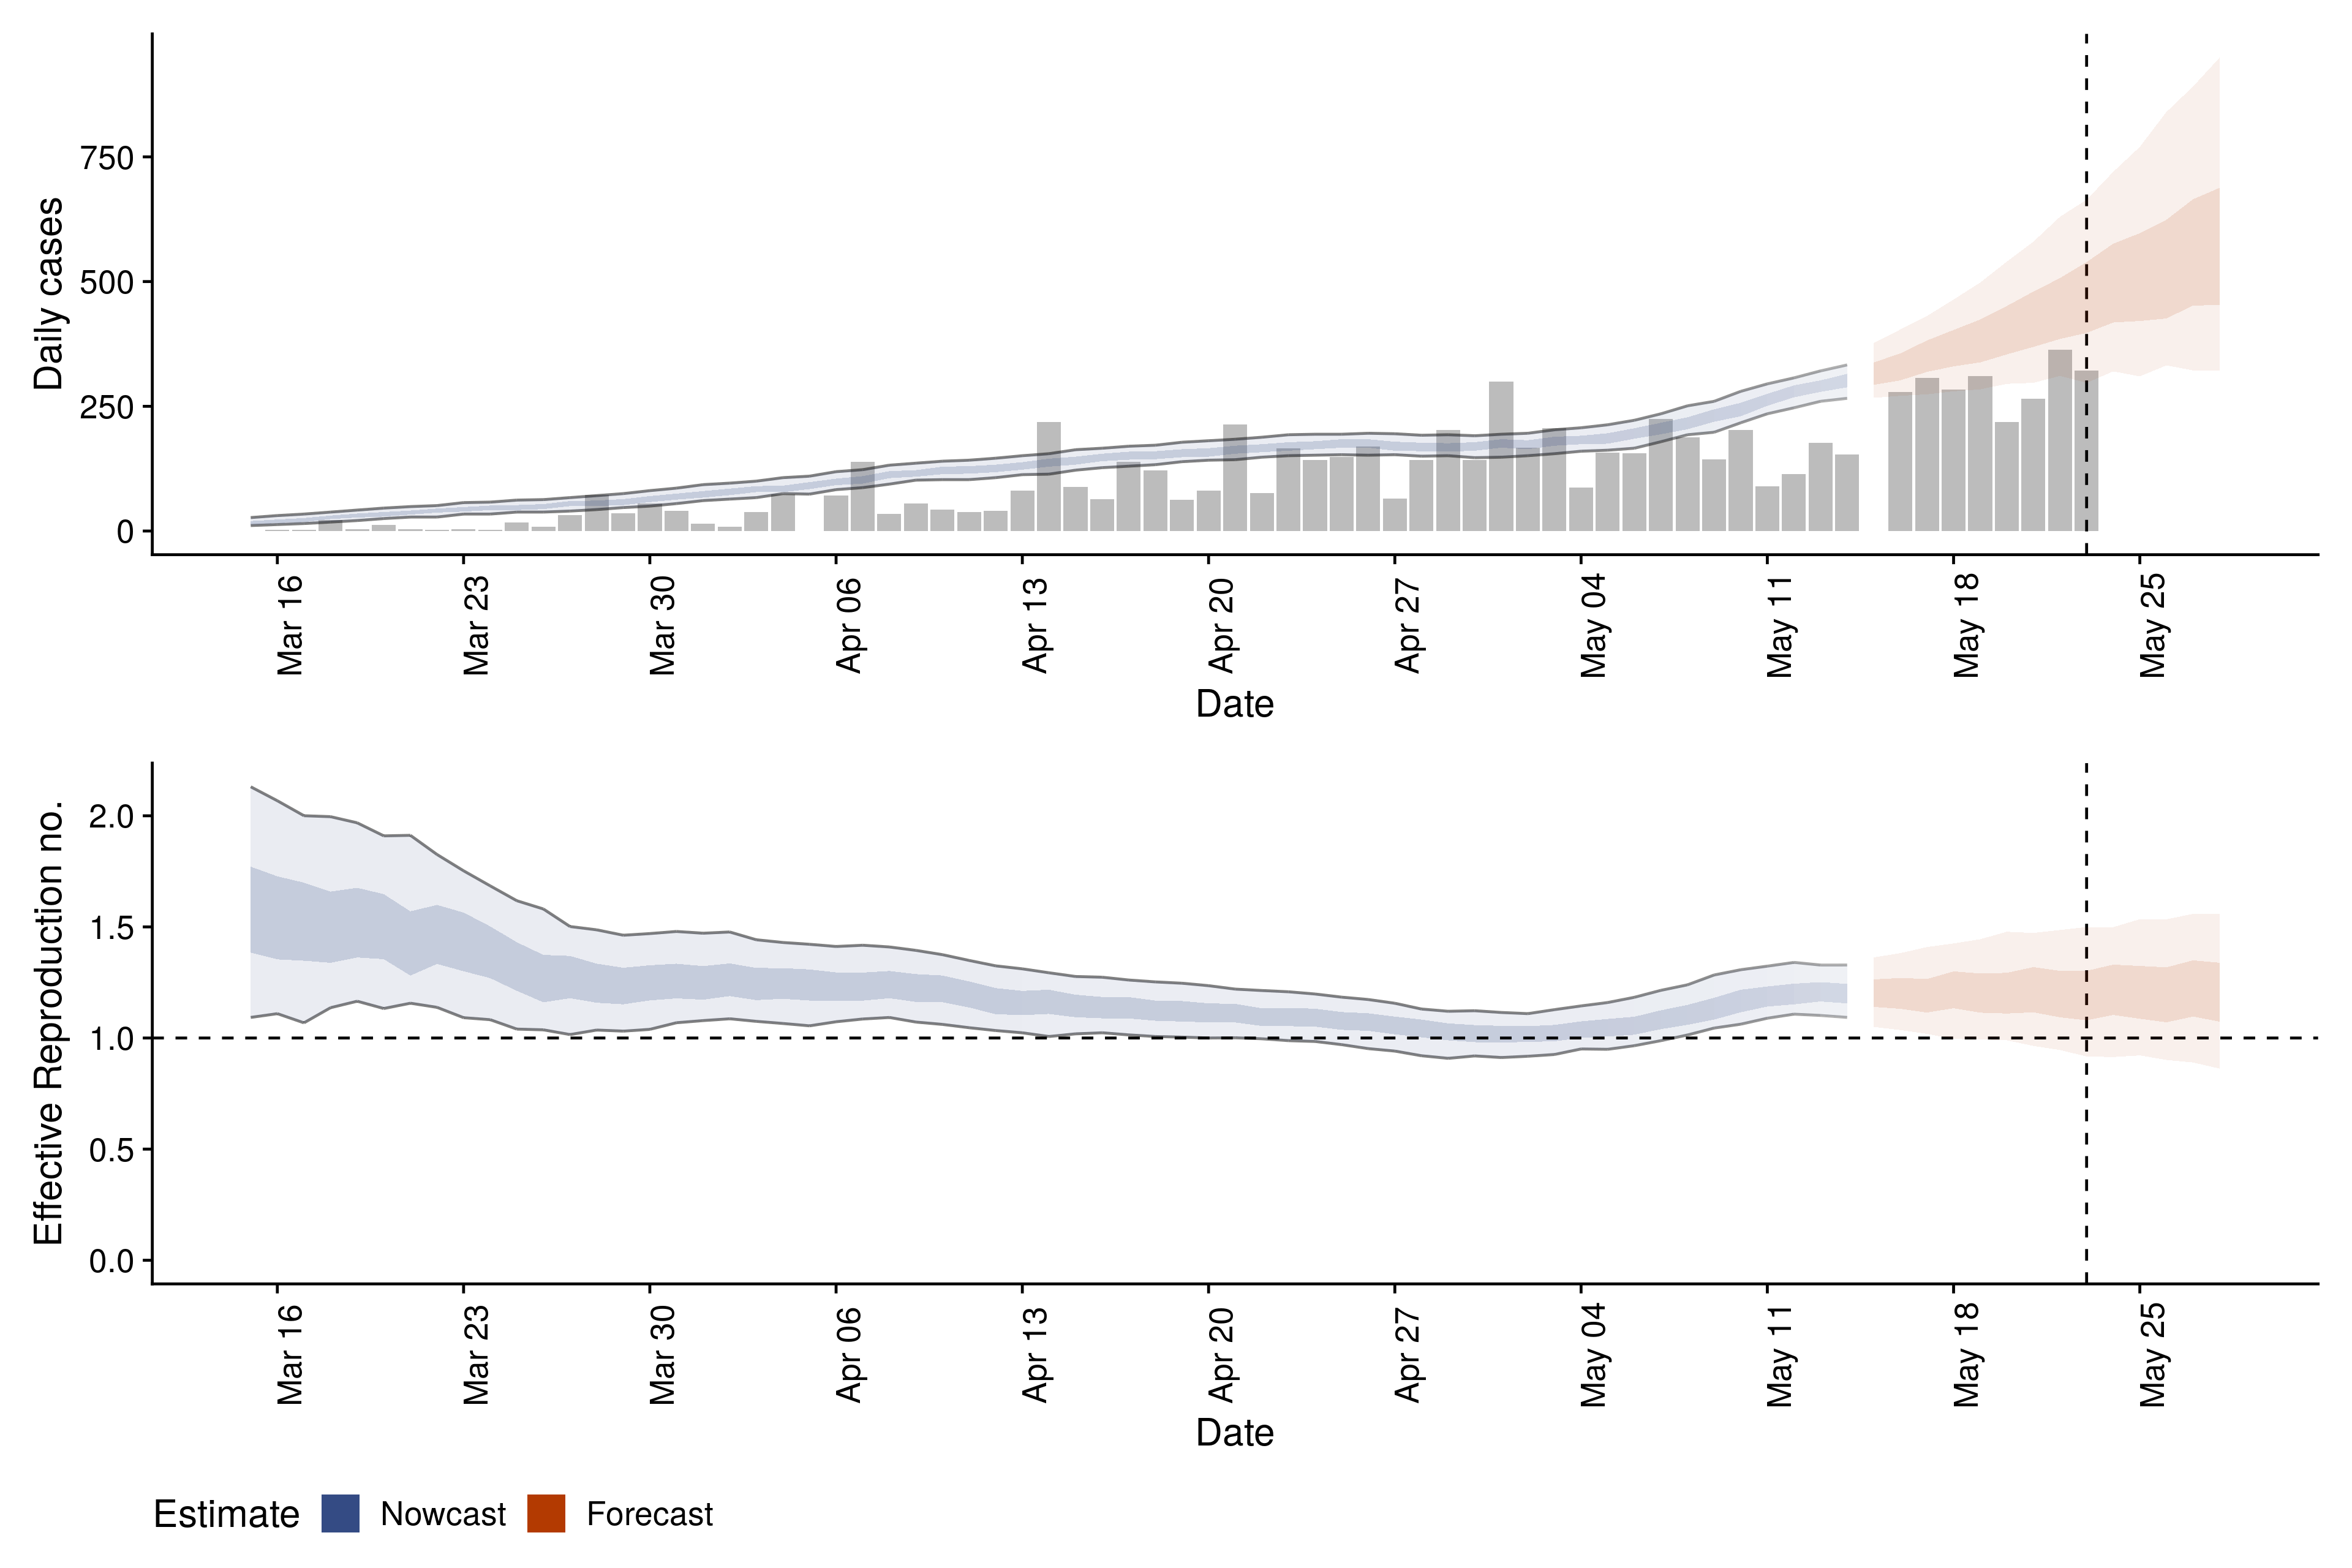 Daily cases
750
500
250
0
Mar 16
Mar 23
Mar 30
Apr 06
Apr 13
Apr 20
Apr 27
May 04
May 11
May 18
May 25
Date
Effective Reproduction no.
2.0
1.5
1.0
0.5
0.0
Mar 16
Mar 23
Mar 30
Apr 06
Apr 13
Apr 20
Apr 27
May 04
May 11
May 18
May 25
Date
Estimate Nowcast Forecast